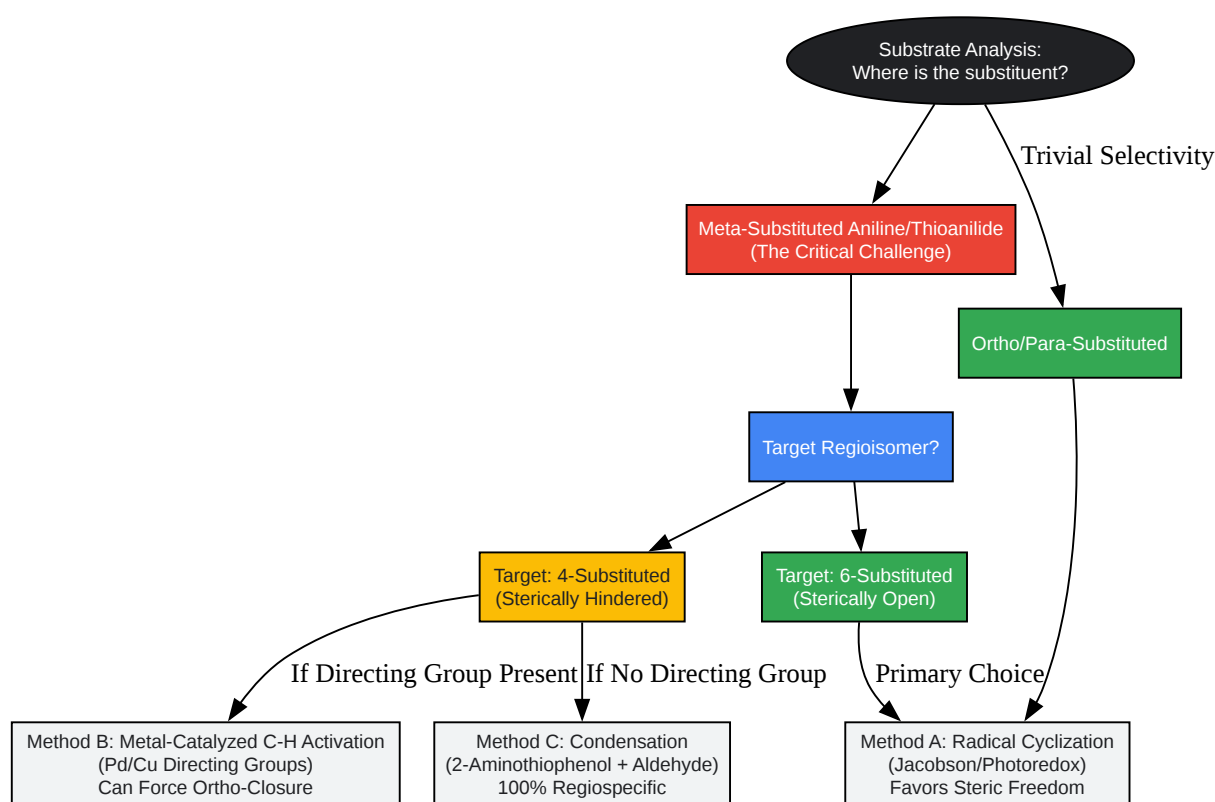 Substrate Analysis:
Where is the substituent?
Trivial Selectivity
Meta-Substituted Aniline/Thioanilide
(The Critical Challenge)
Ortho/Para-Substituted
Target Regioisomer?
Target: 4-Substituted
(Sterically Hindered)
Target: 6-Substituted
(Sterically Open)
If Directing Group Present
If No Directing Group
Primary Choice
Method B: Metal-Catalyzed C-H Activation
(Pd/Cu Directing Groups)
Can Force Ortho-Closure
Method C: Condensation
(2-Aminothiophenol + Aldehyde)
100% Regiospecific
Method A: Radical Cyclization
(Jacobson/Photoredox)
Favors Steric Freedom